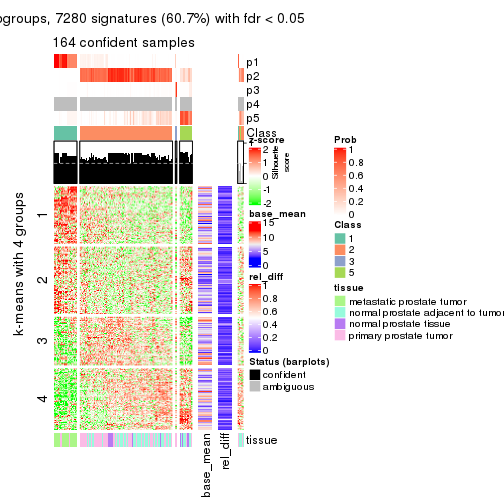 ogroups, 7280 signatures (60.7%) with fdr < 0.05
164 confident samples
p1
p2
p3
p4
p5
Class
Silhouette
score
k-means with 4 groups
1
2
3
4
base_mean
rel_diff
tissue
z-score
2
1
0
-1
-2
base_mean
15
10
5
0
rel_diff
1
0.8
0.6
0.4
0.2
0
Status (barplots)
confident
ambiguous
Prob
1
0.8
0.6
0.4
0.2
0
Class
1
2
3
5
tissue
metastatic prostate tumor
normal prostate adjacent to tumor
normal prostate tissue
primary prostate tumor